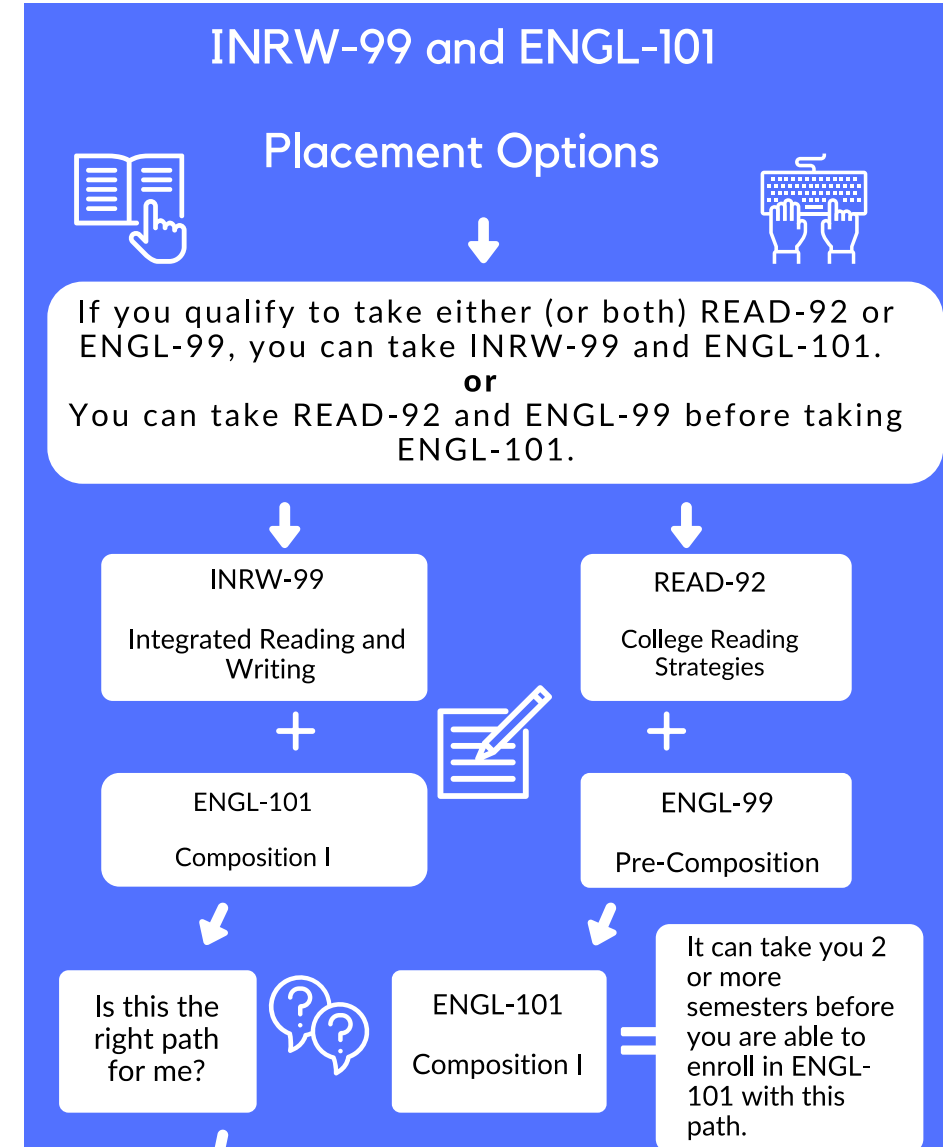 INRW-99 and ENGL-101
Placement Options
If you qualify to take either (or both) READ-92 or
ENGL-99, you can take INRW-99 and ENGL-101.
or
You can take READ-92 and ENGL-99 before taking
ENGL-101.
INRW-99
Integrated Reading and
Writing
+
ENGL-101
Composition I
READ-92
College Reading
Strategies
+
ENGL-99
Pre-Composition
Is this the
right path
for me?
ENGL-101
Composition I
=
It can take you 2
or more
semesters before
you are able to
enroll in ENGL-
101 with this
path.